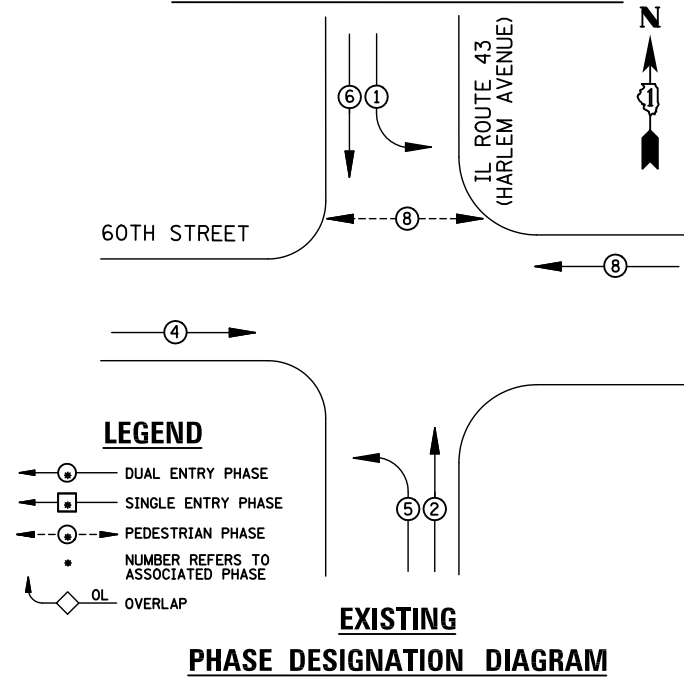 N
IL ROUTE 43
(HARLEM AVENUE)
1
6
1
8
60TH STREET
8
4
LEGEND
DUAL ENTRY PHASE
SINGLE ENTRY PHASE
PEDESTRIAN PHASE
* NUMBER REFERS TO
ASSOCIATED PHASE
OL OVERLAP
5
2
EXISTING
PHASE DESIGNATION DIAGRAM